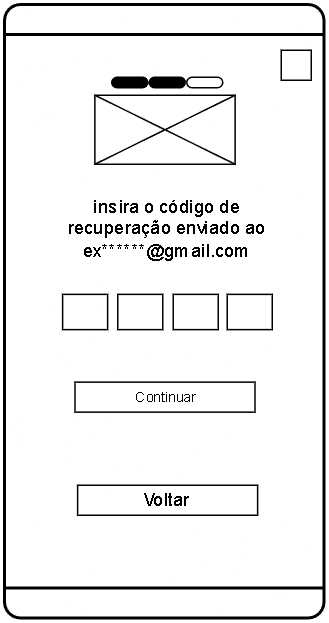 insira o código de
recuperação enviado ao
ex******@gmail.com
Continuar
Voltar